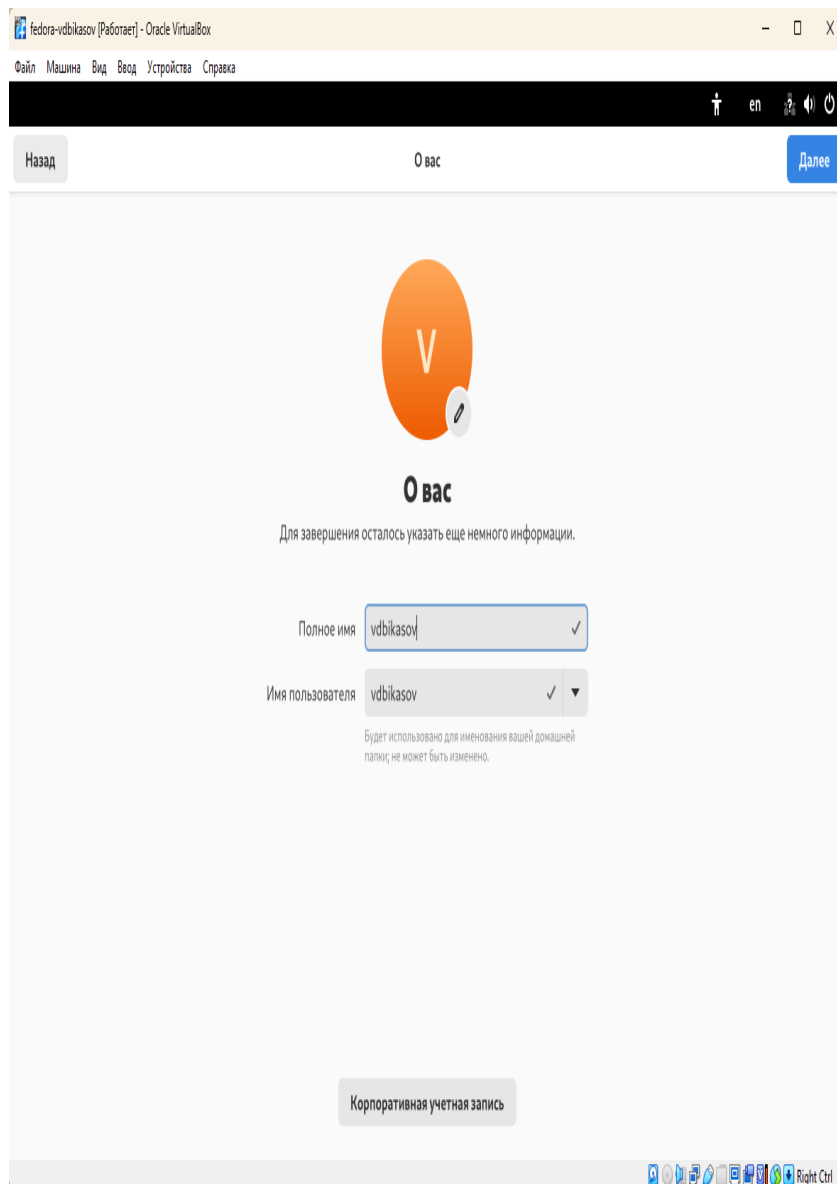 fedora-vdbikasov [Работает] - Oracle VirtualBox
Файл Машина Вид Ввод Устройства Справка
en
Назад О вас Далее
V
О вас
Для завершения осталось указать еще немного информации.
Полное имя vdbikasov
Имя пользователя vdbikasov
Будет использовано для именования вашей домашней
папки; не может быть изменено.
Корпоративная учетная запись
Right Ctrl